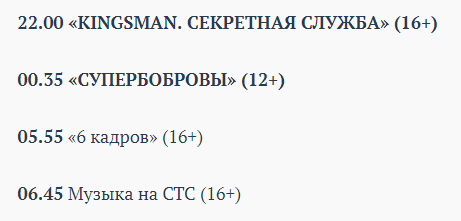 22.00 «KINGSMAN. СЕКРЕТНАЯ СЛУЖБА» (16+)
00.35 «СУПЕРБОБРОВЫ» (12+)
05.55 «6 кадров» (16+)
06.45 Музыка на СТС (16+)